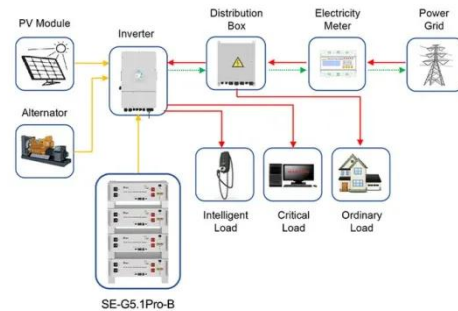 PV Module
Inverter
Distribution
Box
Electricity
Meter
Power
Grid
Alternator
Intelligent
Load
Critical
Load
Ordinary
Load
SE-G5.1Pro-B